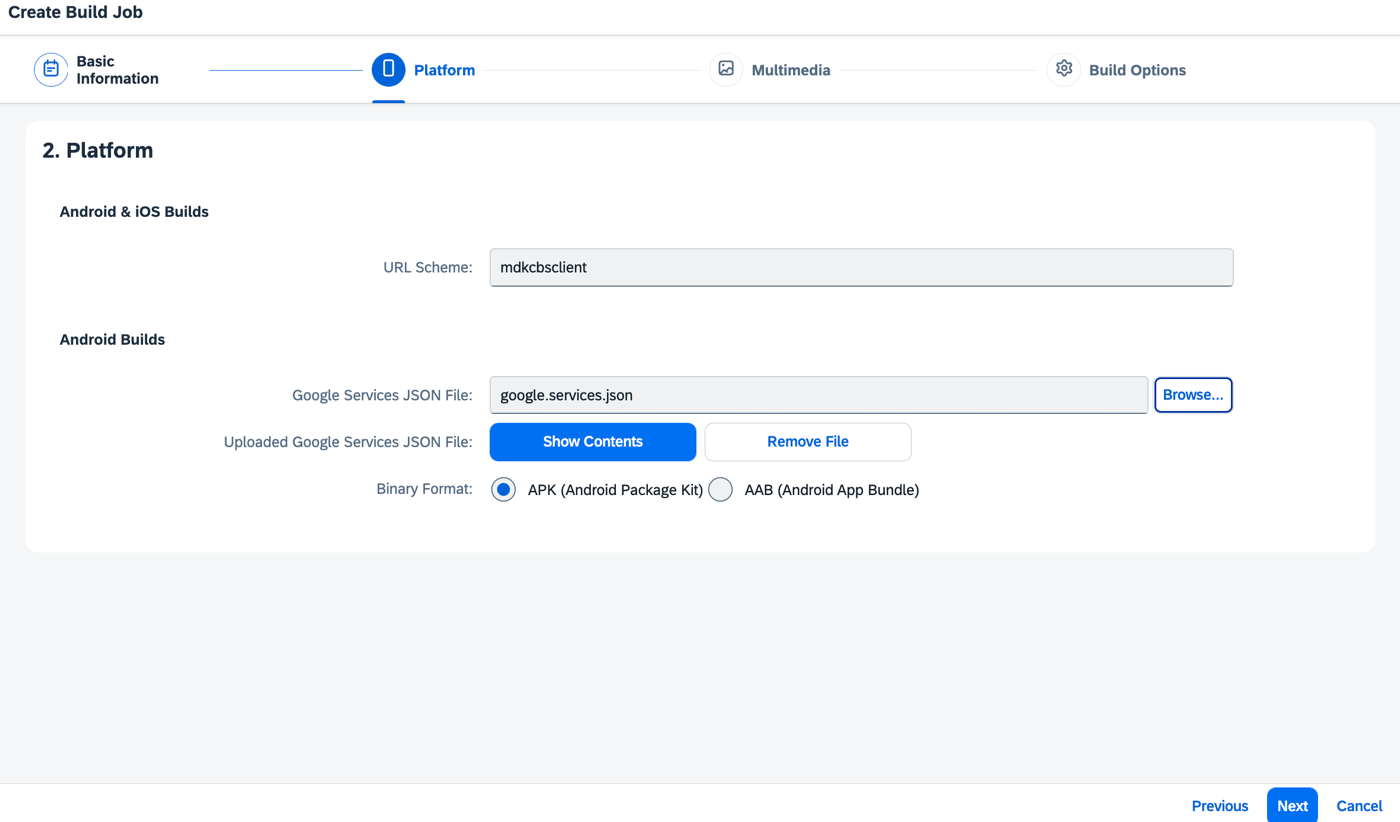 Create Build Job
Basic
Information
Platform
Multimedia
Build Options
2. Platform
Android & iOS Builds
URL Scheme: mdkcbsclient
Android Builds
Google Services JSON File: google.services.json Browse...
Uploaded Google Services JSON File: Show Contents Remove File
Binary Format: APK (Android Package Kit) AAB (Android App Bundle)
Previous Next Cancel